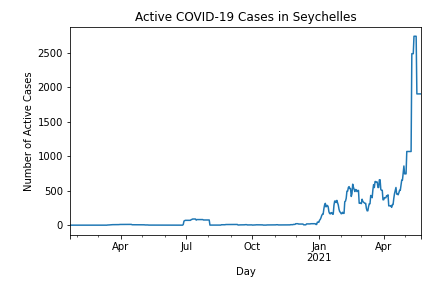 Active COVID-19 Cases in Seychelles
Number of Active Cases
2500
2000
1500
1000
500
0
Apr
Jul
Oct
Jan
2021
Apr
Day